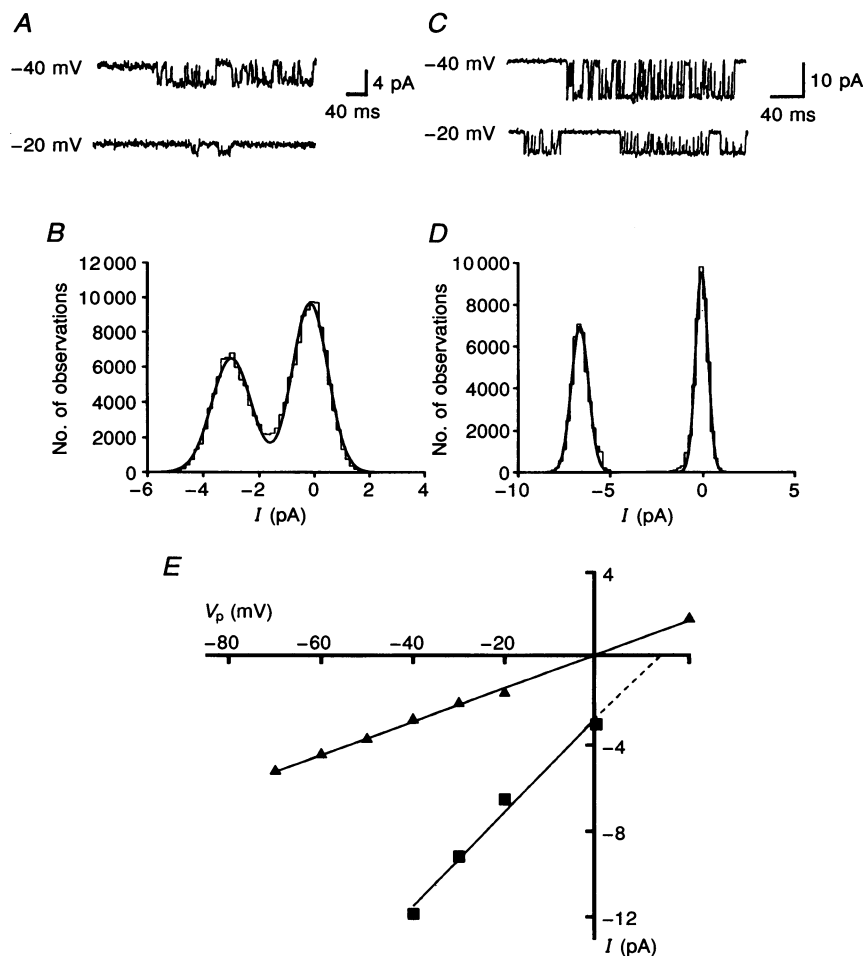 A
C
−40 mV
4 pA
40 ms
−20 mV
−40 mV
10 pA
40 ms
−20 mV
B
No. of observations
12 000
10 000
8000
6000
4000
2000
0
−6
−4
−2
0
2
4
I (pA)
D
No. of observations
10 000
8000
6000
4000
2000
0
−10
−5
0
5
I (pA)
E
4
Vp (mV)
−80
−60
−40
−20
−4
−8
−12
I (pA)